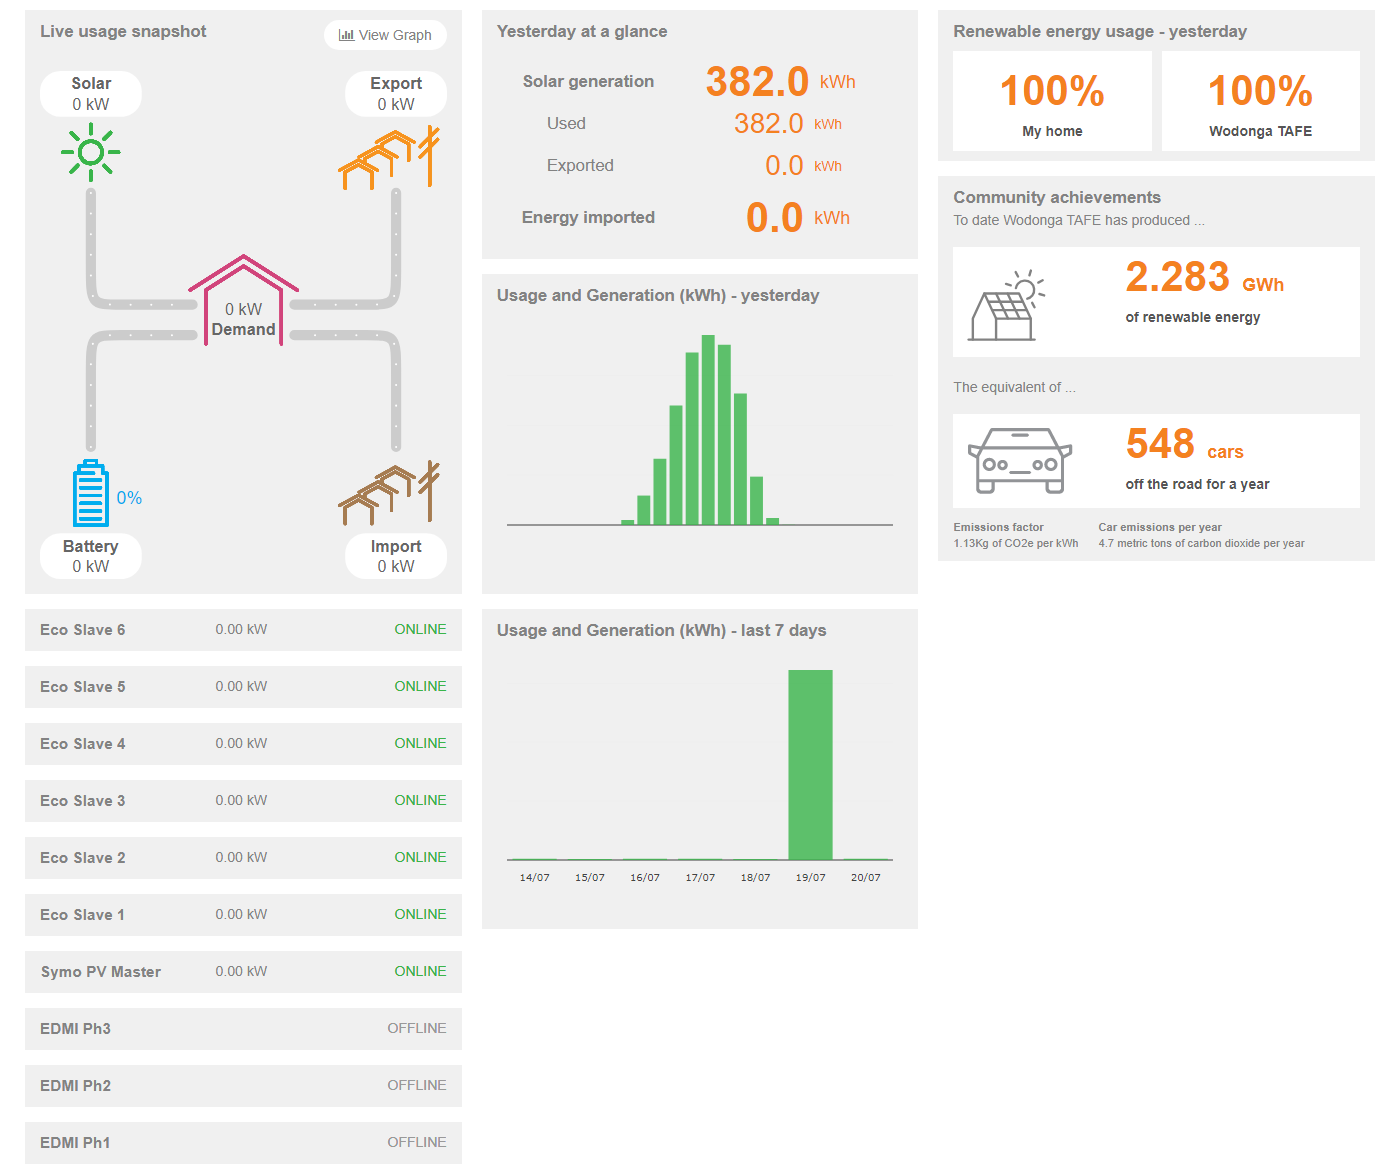 Live usage snapshot
View Graph
Solar
0 kW
Export
0 kW
0 kW
Demand
0%
Battery
0 kW
Import
0 kW
Eco Slave 6 0.00 kW ONLINE
Eco Slave 5 0.00 kW ONLINE
Eco Slave 4 0.00 kW ONLINE
Eco Slave 3 0.00 kW ONLINE
Eco Slave 2 0.00 kW ONLINE
Eco Slave 1 0.00 kW ONLINE
Symo PV Master 0.00 kW ONLINE
EDMI Ph3 OFFLINE
EDMI Ph2 OFFLINE
EDMI Ph1 OFFLINE
Yesterday at a glance
Solar generation 382.0 kWh
Used 382.0 kWh
Exported 0.0 kWh
Energy imported 0.0 kWh
Usage and Generation (kWh) - yesterday
Usage and Generation (kWh) - last 7 days
14/07 15/07 16/07 17/07 18/07 19/07 20/07
Renewable energy usage - yesterday
100%
My home
100%
Wodonga TAFE
Community achievements
To date Wodonga TAFE has produced ...
2.283 GWh
of renewable energy
The equivalent of ...
548 cars
off the road for a year
Emissions factor
1.13Kg of CO2e per kWh
Car emissions per year
4.7 metric tons of carbon dioxide per year